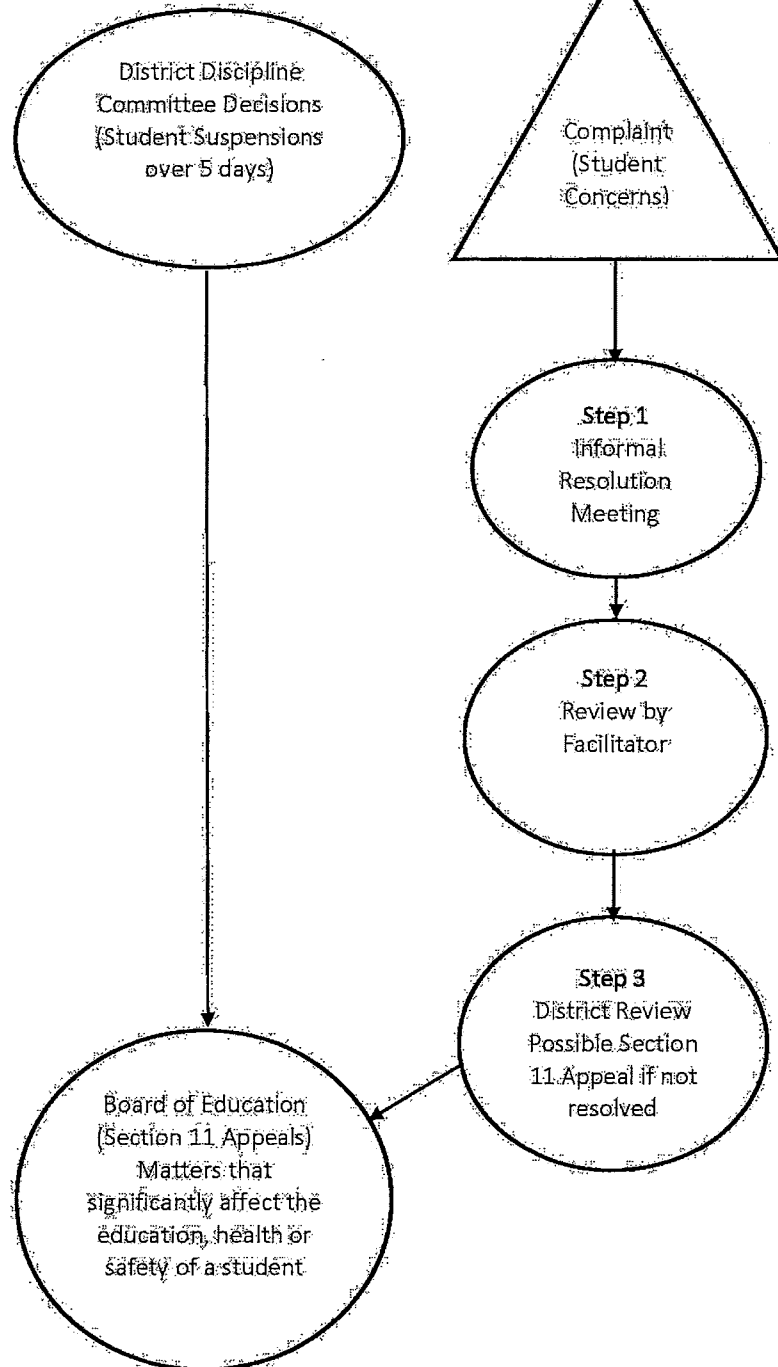 District Discipline
Committee Decisions
(Student Suspensions
over 5 days)
Complaint
(Student
Concerns)
Step 1
Informal
Resolution
Meeting
Step 2
Review by
Facilitator
Step 3
District Review
Possible Section
11 Appeal if not
resolved
Board of Education
(Section 11 Appeals)
Matters that
significantly affect the
education, health or
safety of a student